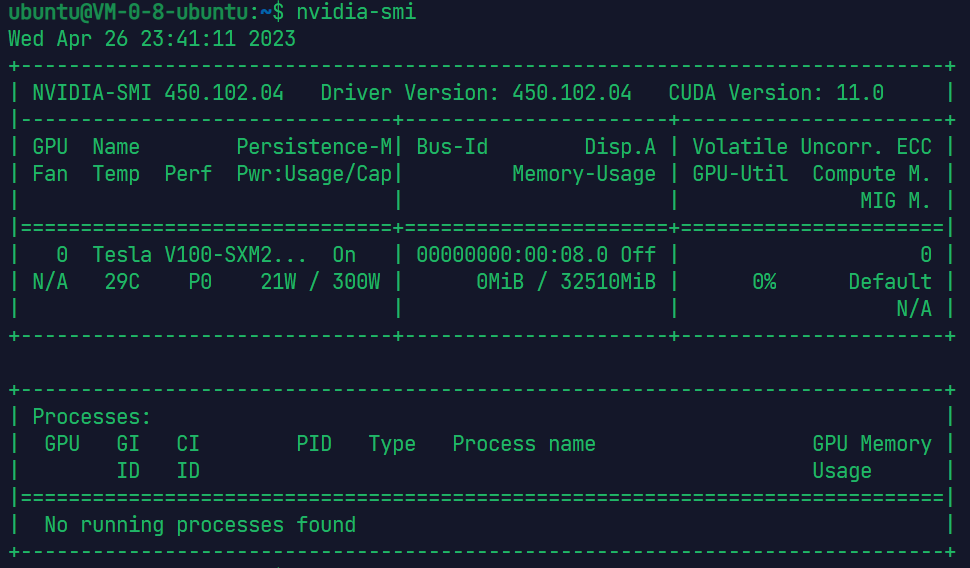 ubuntu@VM-0-8-ubuntu:~$ nvidia-smi
Wed Apr 26 23:41:11 2023
+-----------------------------------------------------------------------------+
| NVIDIA-SMI 450.102.04   Driver Version: 450.102.04   CUDA Version: 11.0     |
|-------------------------------+----------------------+----------------------+
| GPU  Name        Persistence-M| Bus-Id        Disp.A | Volatile Uncorr. ECC |
| Fan  Temp  Perf  Pwr:Usage/Cap|         Memory-Usage | GPU-Util  Compute M. |
|                               |                      |               MIG M. |
|===============================+======================+======================|
|   0  Tesla V100-SXM2...  On   | 00000000:00:08.0 Off |                    0 |
| N/A   29C    P0    21W / 300W |      0MiB / 32510MiB |      0%      Default |
|                               |                      |                  N/A |
+-------------------------------+----------------------+----------------------+

+-----------------------------------------------------------------------------+
| Processes:                                                                  |
|  GPU   GI   CI        PID   Type   Process name                  GPU Memory |
|        ID   ID                                                   Usage      |
|=============================================================================|
|  No running processes found                                                 |
+-----------------------------------------------------------------------------+